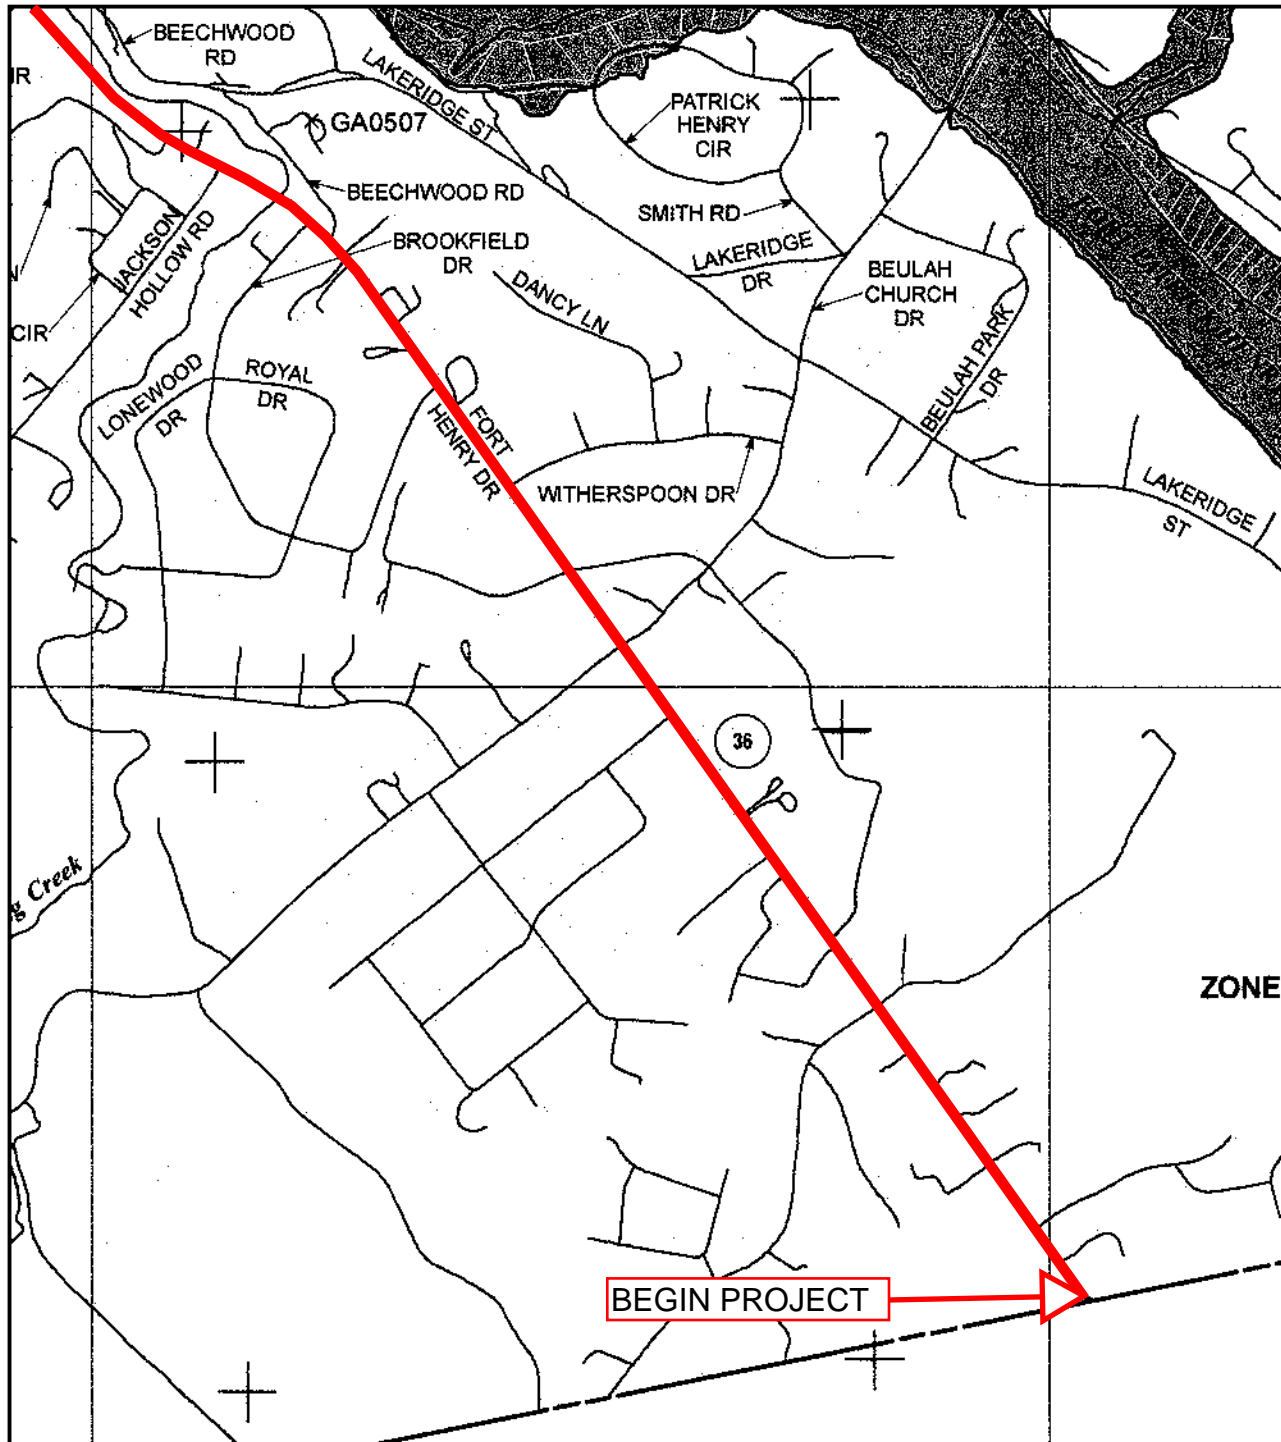 BEECHWOOD
RD
IR
LAKERIDGE ST
GA0507
PATRICK
HENRY
CIR
BEECHWOOD RD
SMITH RD
JACKSON
HOLLOW RD
BROOKFIELD
DR
LAKERIDGE
DR
DANCY LN
BEULAH
CHURCH
DR
CIR
LONEWOOD
DR
ROYAL
DR
BEULAH PARK
DR
FORT
HENRY DR
WITHERSPOON DR
LAKERIDGE
ST
36
g Creek
ZONE
BEGIN PROJECT